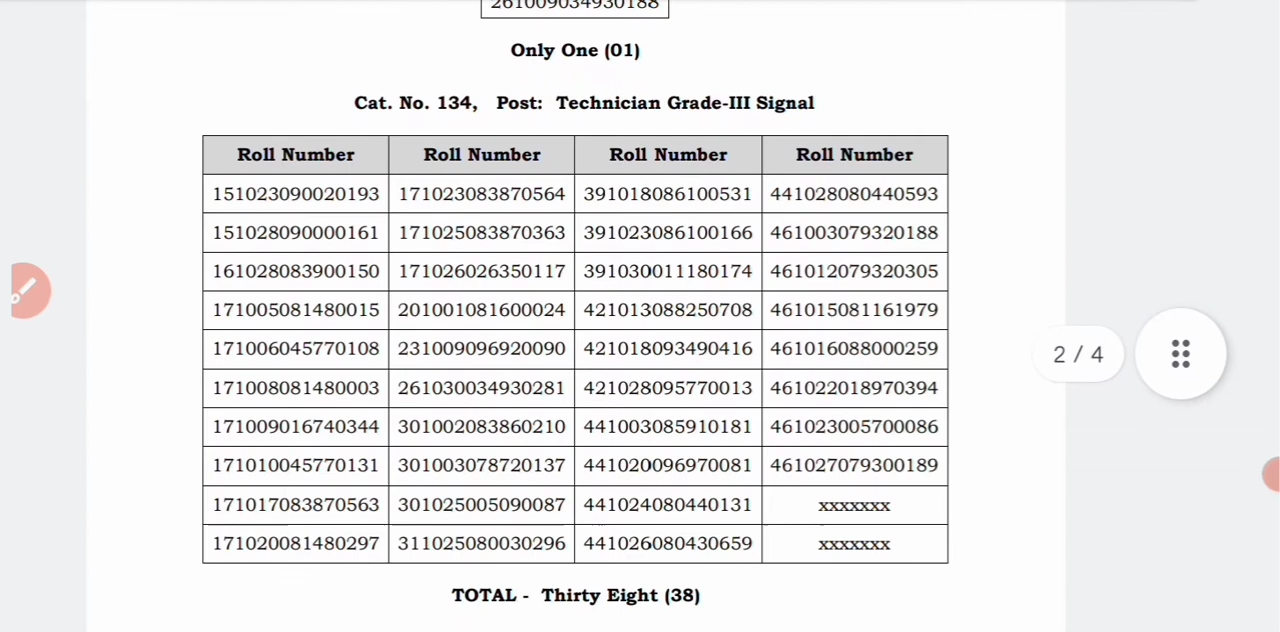 261009034930188
Only One (01)
Cat. No. 134, Post: Technician Grade-III Signal
Roll Number Roll Number Roll Number Roll Number
151023090020193 171023083870564 391018086100531 441028080440593
151028090000161 171025083870363 391023086100166 461003079320188
161028083900150 171026026350117 391030011180174 461012079320305
171005081480015 201001081600024 421013088250708 461015081161979
171006045770108 231009096920090 421018093490416 461016088000259
171008081480003 261030034930281 421028095770013 461022018970394
171009016740344 301002083860210 441003085910181 461023005700086
171010045770131 301003078720137 441020096970081 461027079300189
171017083870563 301025005090087 441024080440131 xxxxxxx
171020081480297 311025080030296 441026080430659 xxxxxxx
TOTAL - Thirty Eight (38)
2 / 4